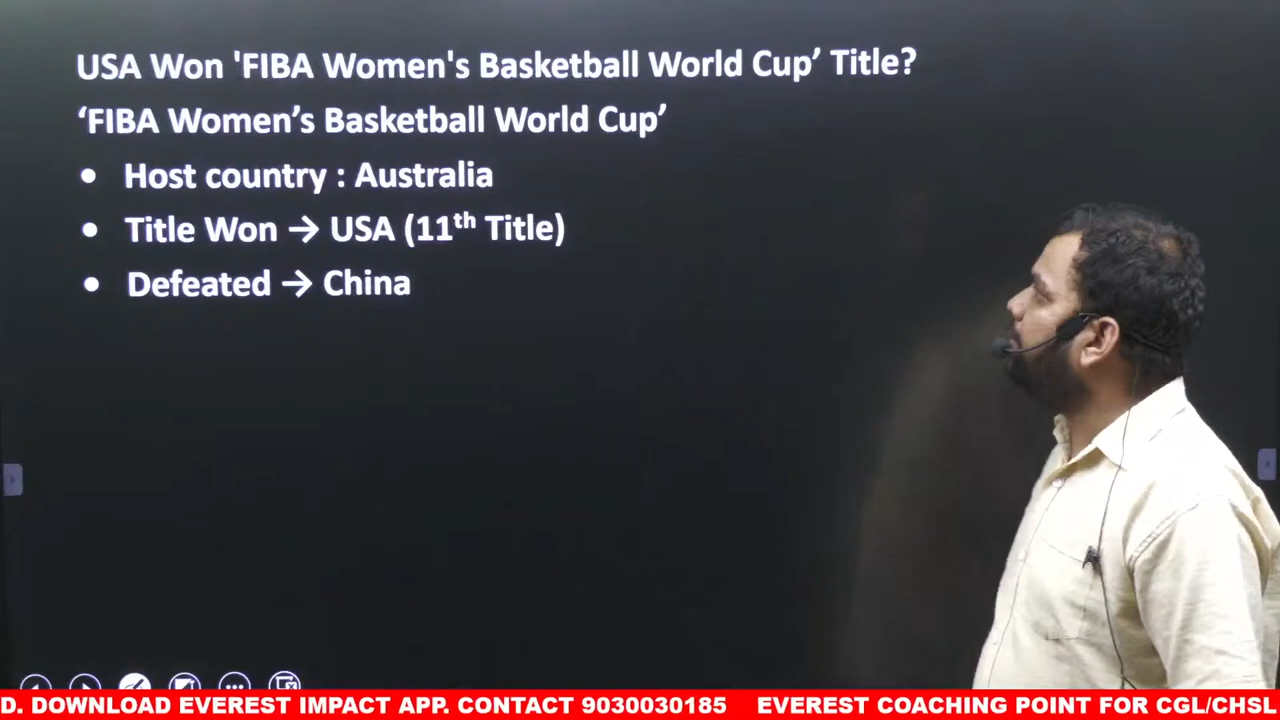 USA Won 'FIBA Women's Basketball World Cup’ Title?
‘FIBA Women’s Basketball World Cup’
• Host country : Australia
• Title Won → USA (11th Title)
• Defeated → China
D. DOWNLOAD EVEREST IMPACT APP. CONTACT 9030030185 EVEREST COACHING POINT FOR CGL/CHSL